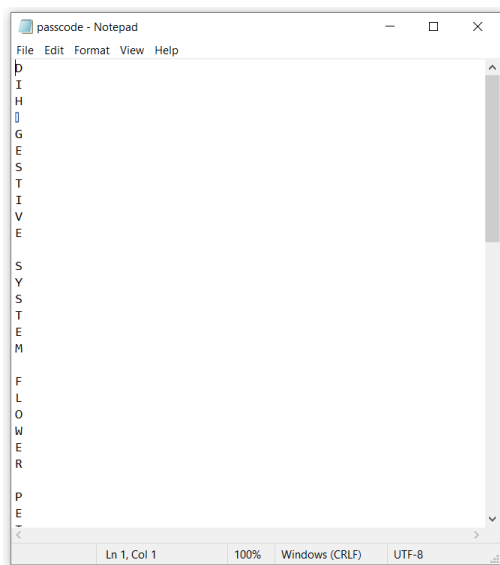 passcode - Notepad
File Edit Format View Help
D
I
H
G
E
S
T
I
V
E
S
Y
S
T
E
M
F
L
O
W
E
R
P
E
Ln 1, Col 1 100% Windows (CRLF) UTF-8